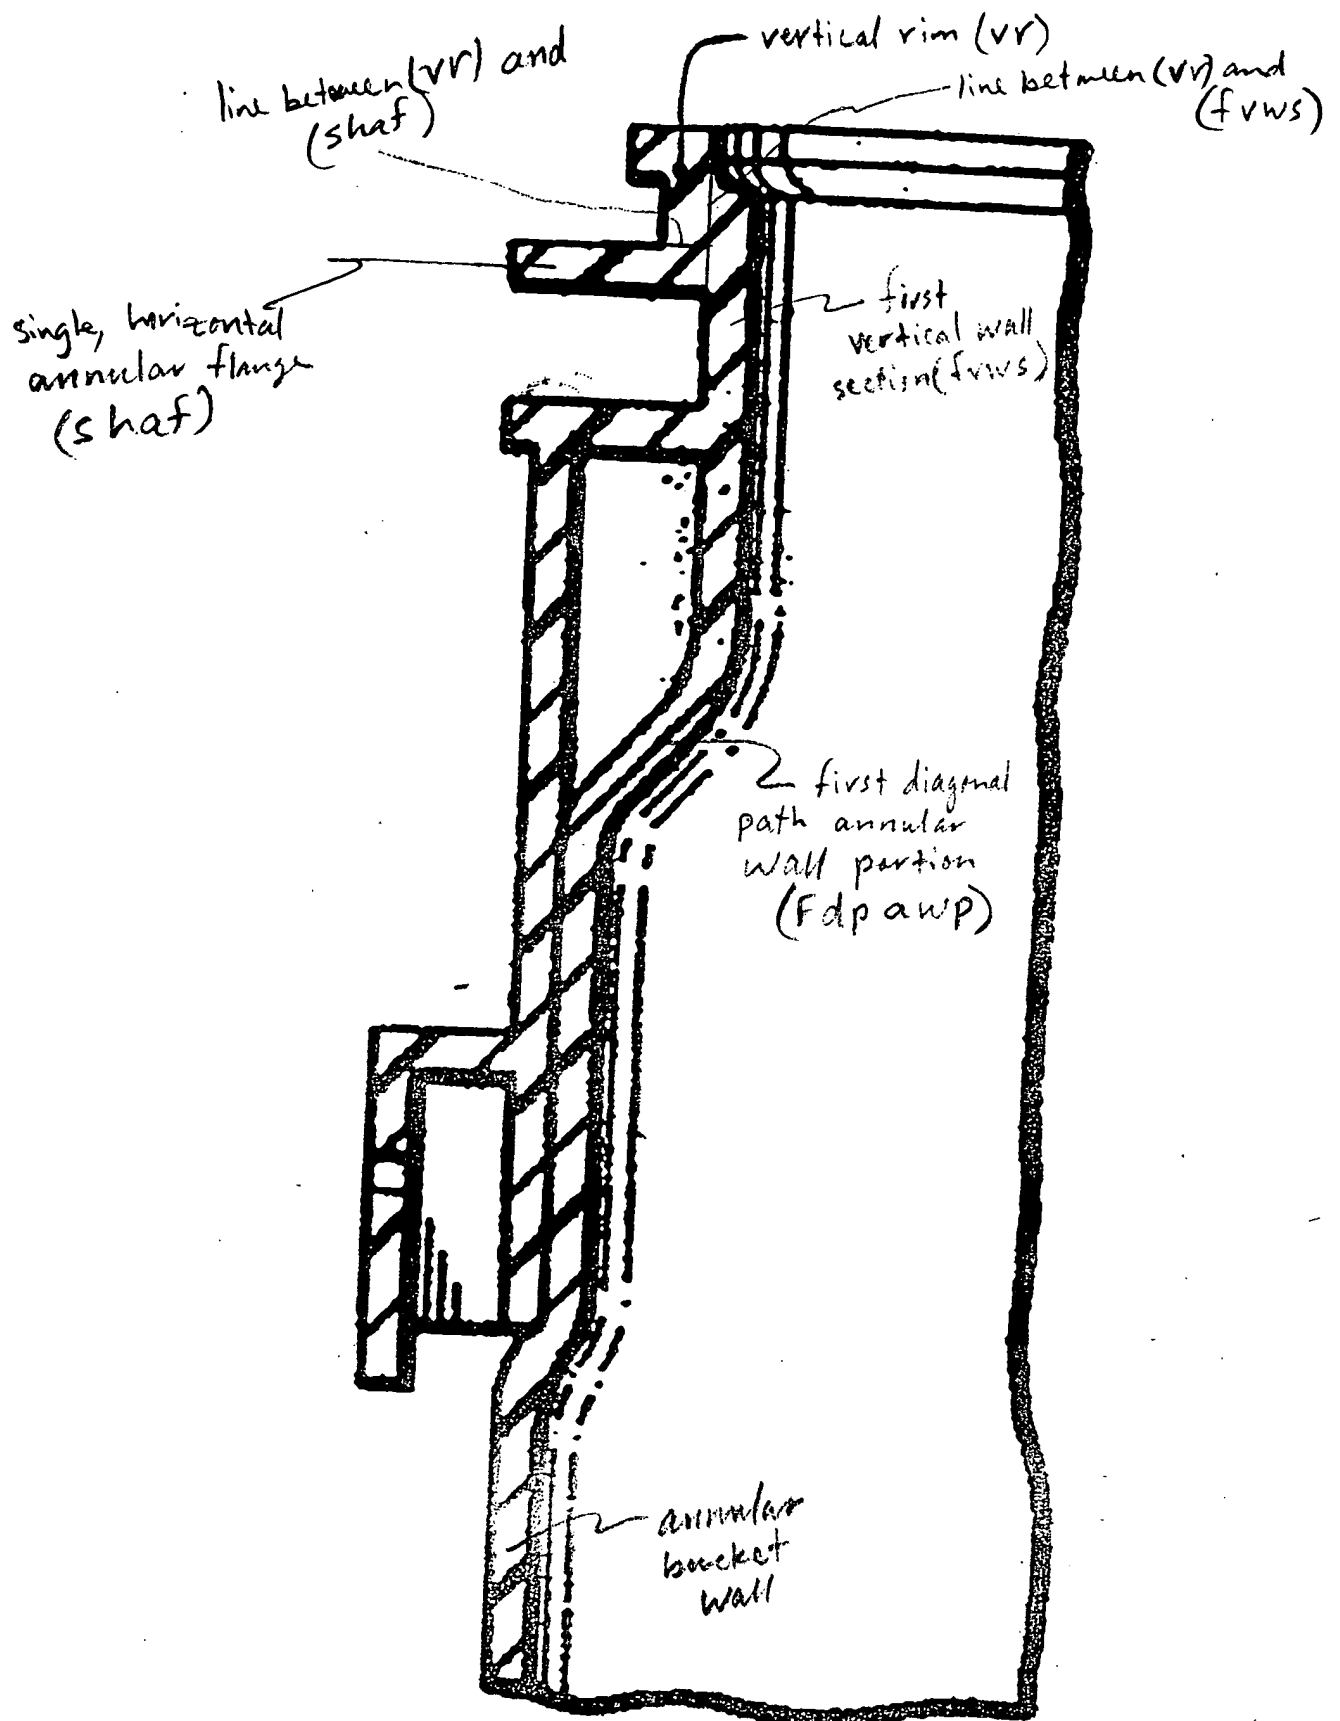 vertical rim (vr)
line between (vr) and
(shaf)
line between (vr) and
(fvws)
single, horizontal
annular flange
(shaf)
first
vertical wall
section (fvws)
first diagonal
path annular
wall portion
(Fdpawp)
annular
bucket
wall